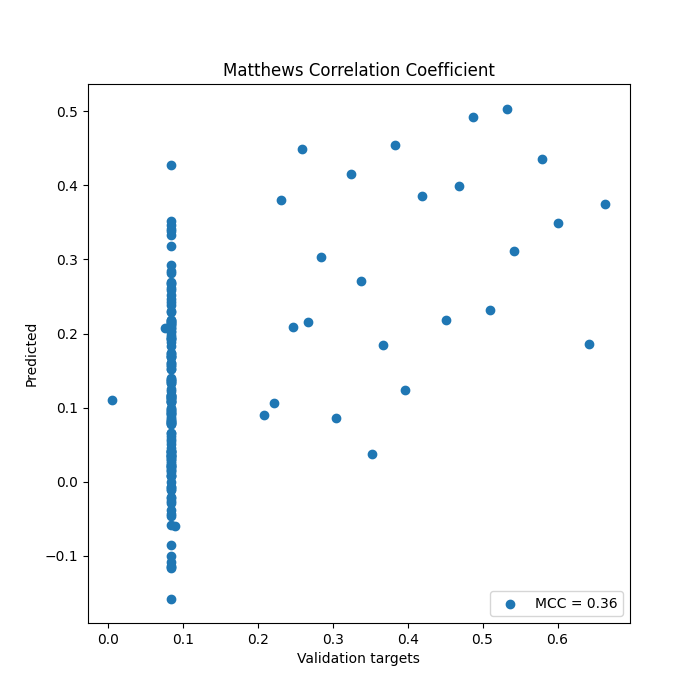 Matthews Correlation Coefficient
0.5
0.4
0.3
0.2
0.1
0.0
−0.1
Predicted
MCC = 0.36
0.0 0.1 0.2 0.3 0.4 0.5 0.6
Validation targets